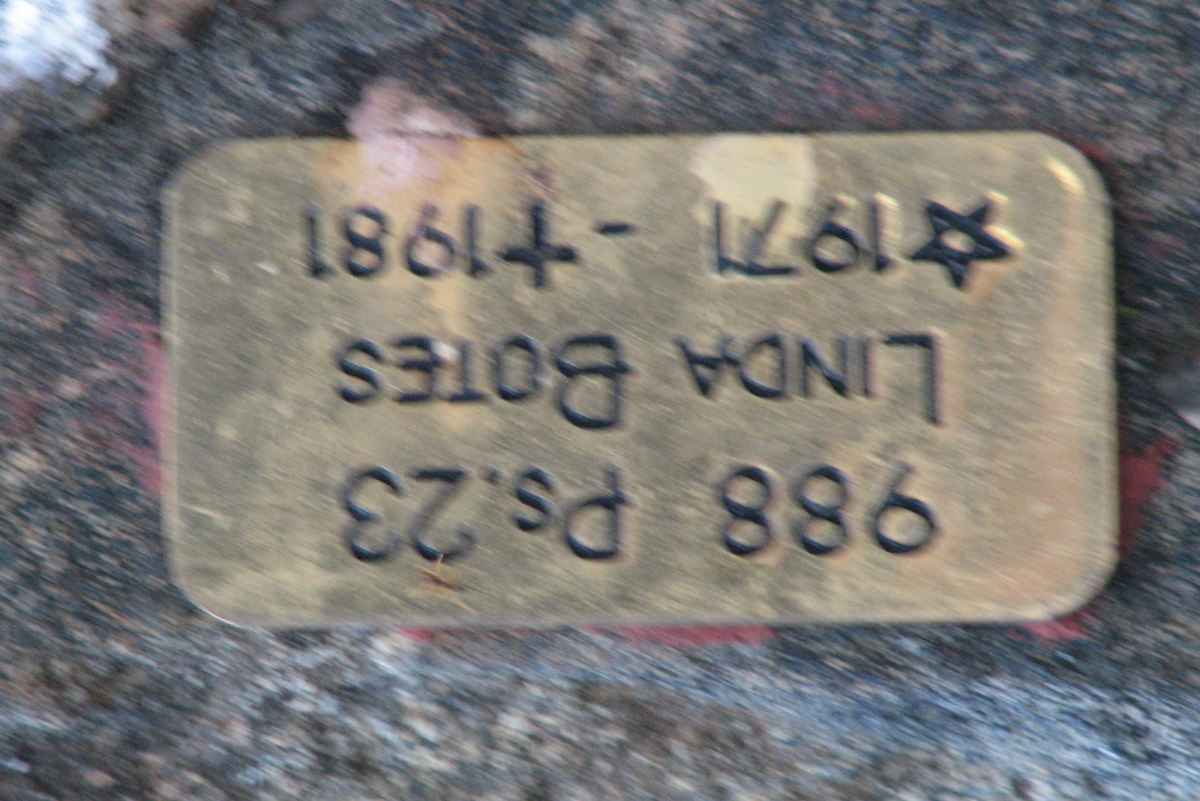 988 Ps.23
LINDA BOTES
☆1971 - †1981